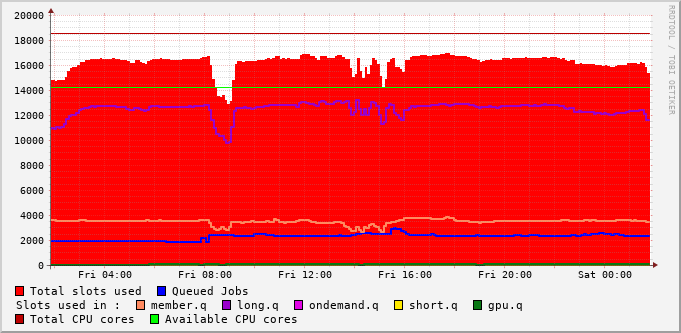 20000
18000
16000
14000
12000
10000
8000
6000
4000
2000
0
Fri 04:00 Fri 08:00 Fri 12:00 Fri 16:00 Fri 20:00 Sat 00:00
RRDTOOL / TOBI OETIKER
Total slots used Queued Jobs
Slots used in : member.q long.q ondemand.q short.q gpu.q
Total CPU cores Available CPU cores